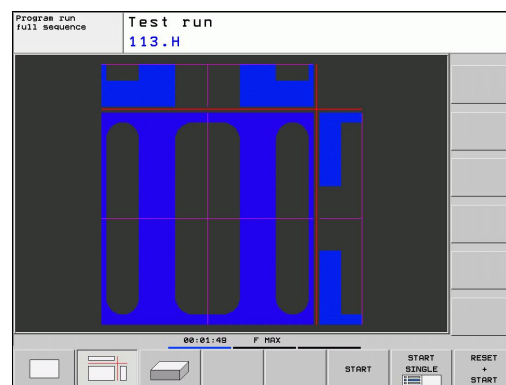 Program run
full sequence
Test run
113.H
00:01:49 F MAX
START
START
SINGLE
RESET
+
START